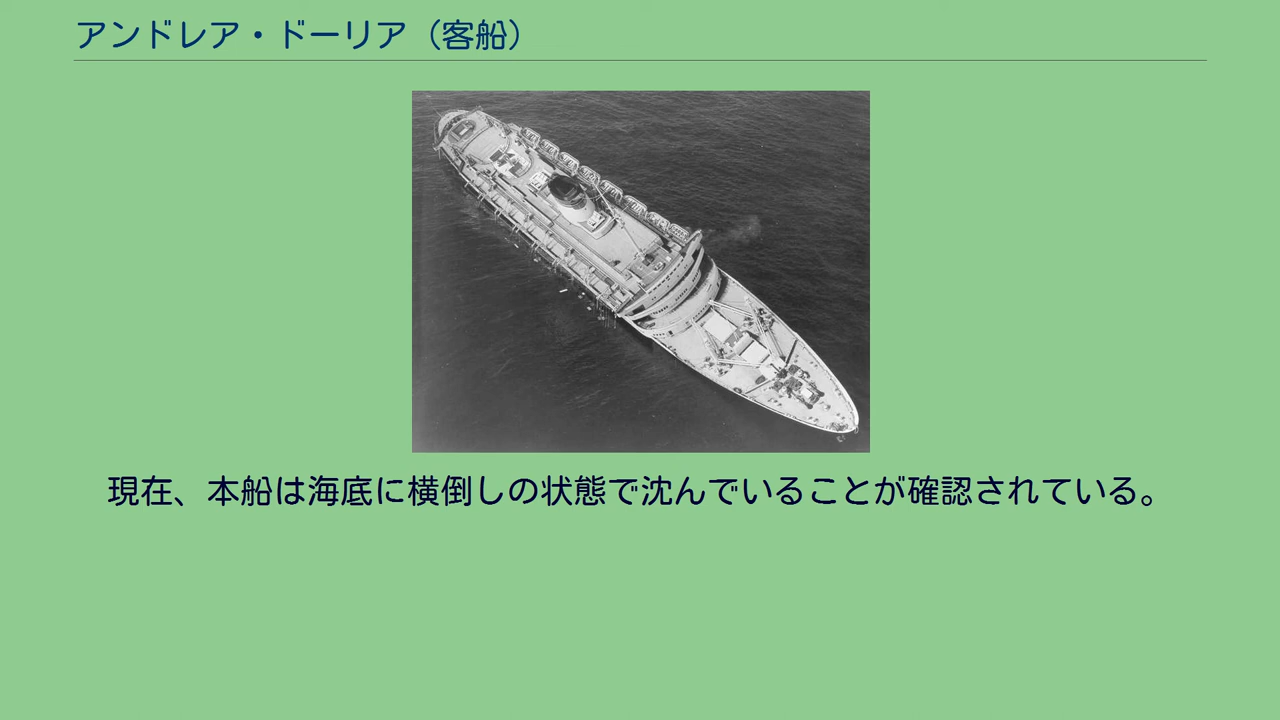 アンドレア・ドーリア（客船）
現在、本船は海底に横倒しの状態で沈んでいることが確認されている。